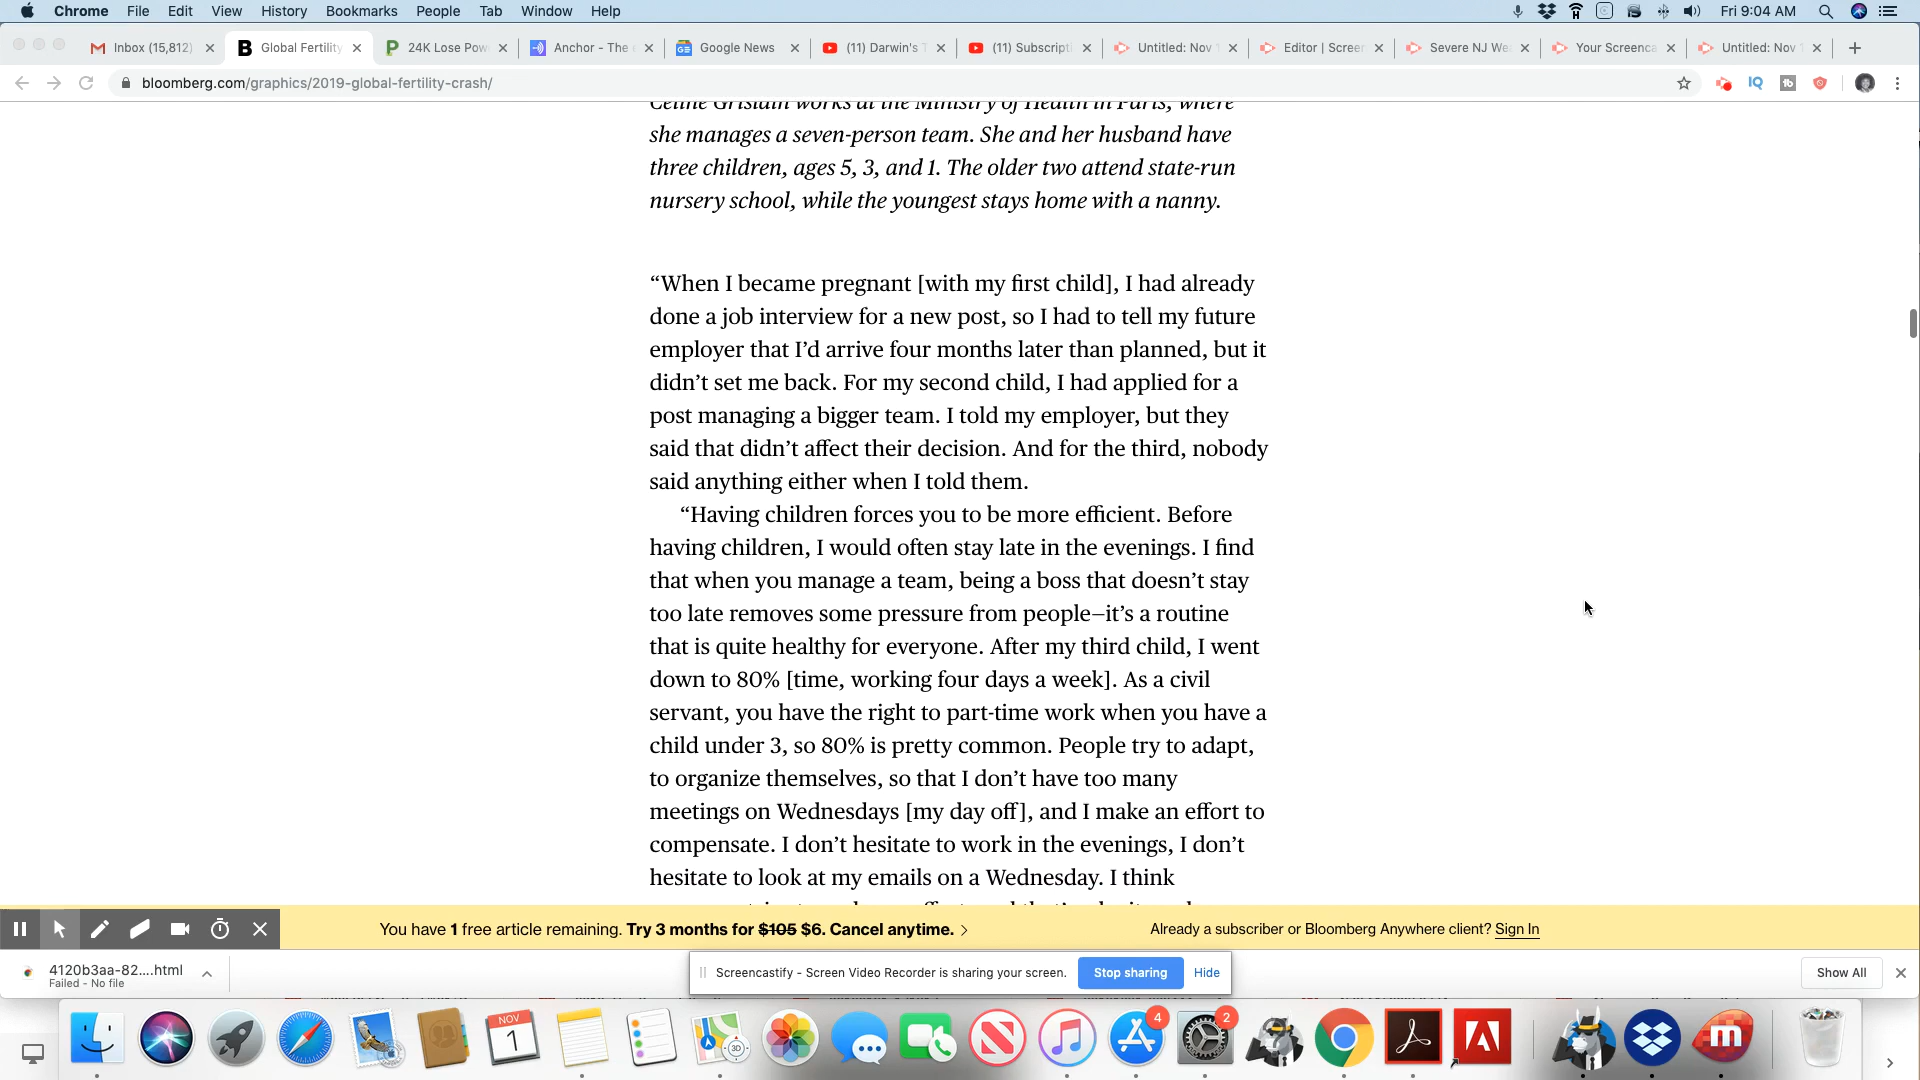 Chrome File Edit View History Bookmarks People Tab Window Help Fri 9:04 AM
Inbox (15,812) Global Fertility 24K Lose Pow Anchor - The Google News (11) Darwin's (11) Subscript Untitled: Nov Editor | Screen Severe NJ We Your Screenca Untitled: Nov
bloomberg.com/graphics/2019-global-fertility-crash/
Céline Grislain works at the Ministry of Health in Paris, where
she manages a seven-person team. She and her husband have
three children, ages 5, 3, and 1. The older two attend state-run
nursery school, while the youngest stays home with a nanny.
“When I became pregnant [with my first child], I had already
done a job interview for a new post, so I had to tell my future
employer that I’d arrive four months later than planned, but it
didn’t set me back. For my second child, I had applied for a
post managing a bigger team. I told my employer, but they
said that didn’t affect their decision. And for the third, nobody
said anything either when I told them.
“Having children forces you to be more efficient. Before
having children, I would often stay late in the evenings. I find
that when you manage a team, being a boss that doesn’t stay
too late removes some pressure from people—it’s a routine
that is quite healthy for everyone. After my third child, I went
down to 80% [time, working four days a week]. As a civil
servant, you have the right to part-time work when you have a
child under 3, so 80% is pretty common. People try to adapt,
to organize themselves, so that I don’t have too many
meetings on Wednesdays [my day off], and I make an effort to
compensate. I don’t hesitate to work in the evenings, I don’t
hesitate to look at my emails on a Wednesday. I think
You have 1 free article remaining. Try 3 months for $105 $6. Cancel anytime. > Already a subscriber or Bloomberg Anywhere client? Sign In
4120b3aa-82....html
Failed - No file
Screencastify - Screen Video Recorder is sharing your screen. Stop sharing Hide
Show All
NOV
1
3D
4
2